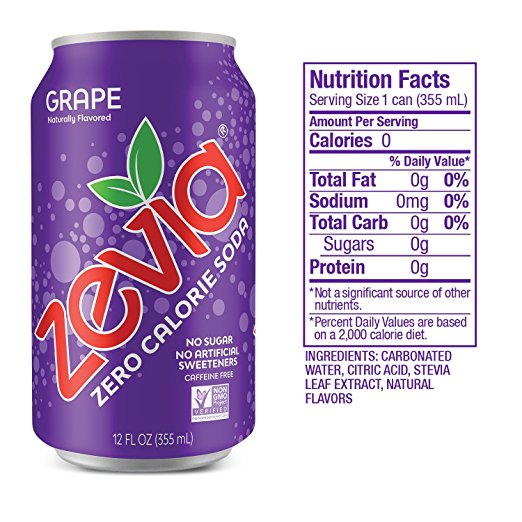 GRAPE
Naturally Flavored
zevia®
ZERO CALORIE SODA
NO SUGAR
NO ARTIFICIAL
SWEETENERS
CAFFEINE FREE
NON
GMO
Project
VERIFIED
nongmoproject.org
12 FL OZ (355 mL)
Nutrition Facts
Serving Size 1 can (355 mL)
Amount Per Serving
Calories 0
% Daily Value*
Total Fat 0g 0%
Sodium 0mg 0%
Total Carb 0g 0%
Sugars 0g
Protein 0g
*Not a significant source of other
nutrients.
*Percent Daily Values are based
on a 2,000 calorie diet.
INGREDIENTS: CARBONATED
WATER, CITRIC ACID, STEVIA
LEAF EXTRACT, NATURAL
FLAVORS